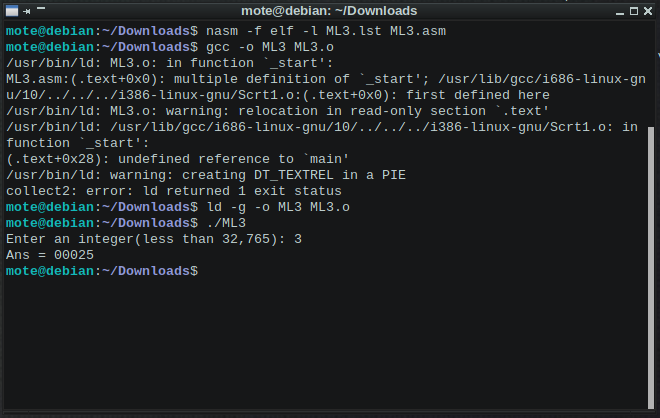 mote@debian: ~/Downloads
mote@debian:~/Downloads$ nasm -f elf -l ML3.lst ML3.asm
mote@debian:~/Downloads$ gcc -o ML3 ML3.o
/usr/bin/ld: ML3.o: in function `_start':
ML3.asm:(.text+0x0): multiple definition of `_start'; /usr/lib/gcc/i686-linux-gn
u/10/../../../i386-linux-gnu/Scrt1.o:(.text+0x0): first defined here
/usr/bin/ld: ML3.o: warning: relocation in read-only section `.text'
/usr/bin/ld: /usr/lib/gcc/i686-linux-gnu/10/../../../i386-linux-gnu/Scrt1.o: in
function `_start':
(.text+0x28): undefined reference to `main'
/usr/bin/ld: warning: creating DT_TEXTREL in a PIE
collect2: error: ld returned 1 exit status
mote@debian:~/Downloads$ ld -g -o ML3 ML3.o
mote@debian:~/Downloads$ ./ML3
Enter an integer(less than 32,765): 3
Ans = 00025
mote@debian:~/Downloads$